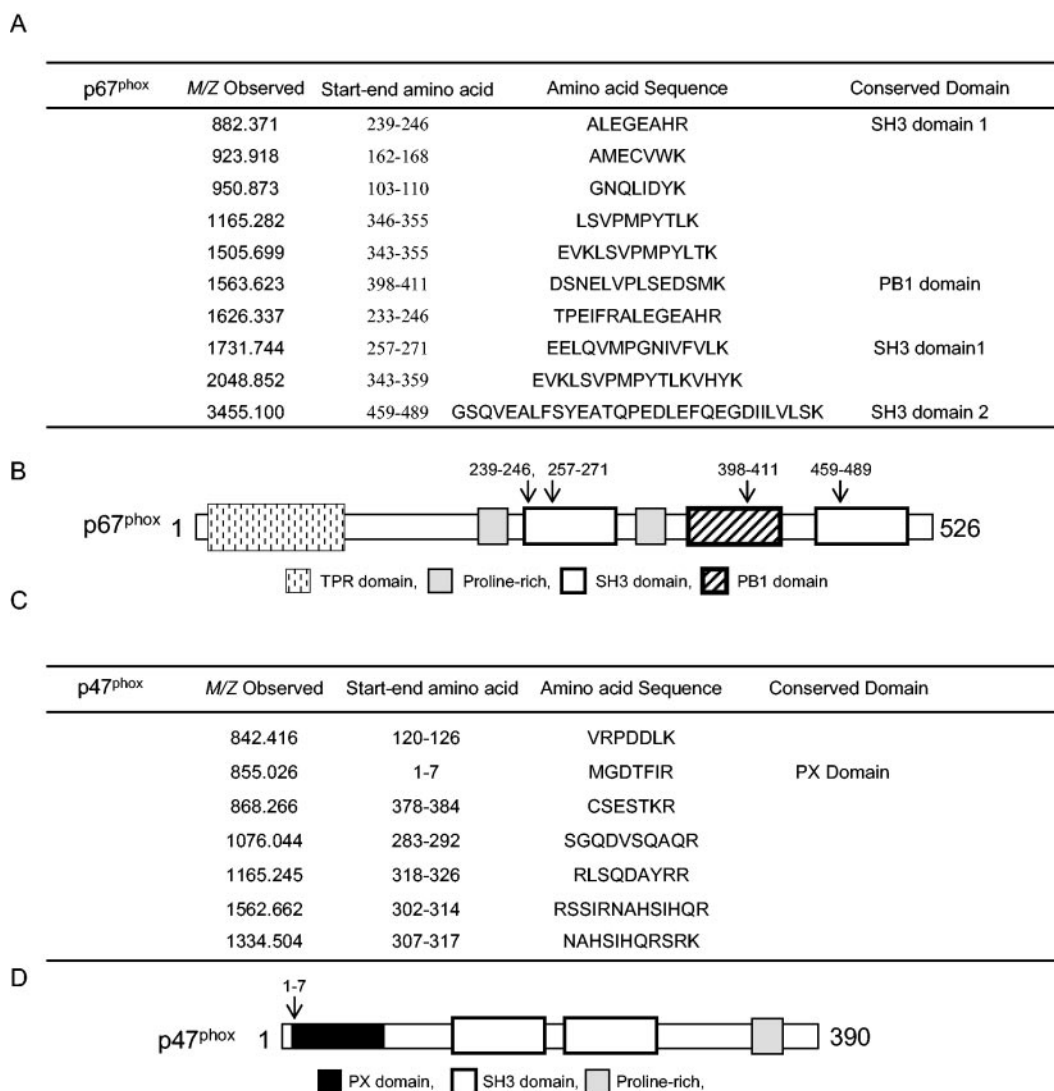 A
p67phox M/Z Observed Start-end amino acid Amino acid Sequence Conserved Domain
882.371 239-246 ALEGEAHR SH3 domain 1
923.918 162-168 AMECVWK
950.873 103-110 GNQLIDYK
1165.282 346-355 LSVPMPYTLK
1505.699 343-355 EVKLSVPMPYLTK
1563.623 398-411 DSNELVPLSEDSMK PB1 domain
1626.337 233-246 TPEIFRALEGEAHR
1731.744 257-271 EELQVMPGNIVFVLK SH3 domain1
2048.852 343-359 EVKLSVPMPYTLKVHYK
3455.100 459-489 GSQVEALFSYEATQPEDLEFQEGDIILVLSK SH3 domain 2
B
239-246, 257-271 398-411 459-489
p67phox 1 526
TPR domain, Proline-rich, SH3 domain, PB1 domain
C
p47phox M/Z Observed Start-end amino acid Amino acid Sequence Conserved Domain
842.416 120-126 VRPDDLK
855.026 1-7 MGDTFIR PX Domain
868.266 378-384 CSESTKR
1076.044 283-292 SGQDVSQAQR
1165.245 318-326 RLSQDAYRR
1562.662 302-314 RSSIRNAHSIHQR
1334.504 307-317 NAHSIHQRSRK
D
1-7
p47phox 1 390
PX domain, SH3 domain, Proline-rich,